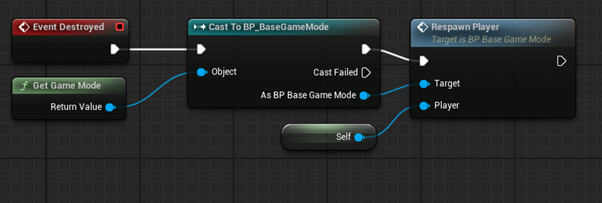 Event Destroyed
Cast To BP_BaseGameMode
Respawn Player
Target is BP Base Game Mode
Object
Cast Failed
As BP Base Game Mode
Target
Player
f Get Game Mode
Return Value
Self